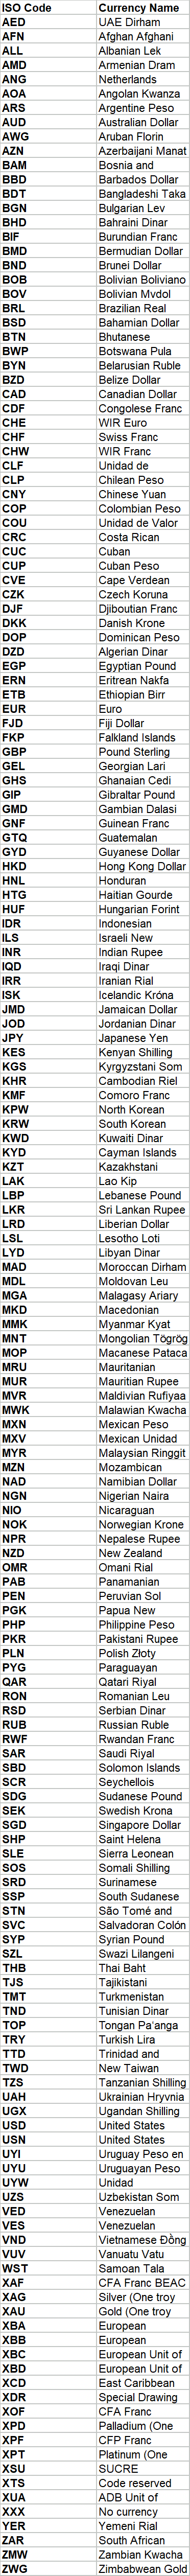 ISO Code Currency Name
AED UAE Dirham
AFN Afghan Afghani
ALL Albanian Lek
AMD Armenian Dram
ANG Netherlands
AOA Angolan Kwanza
ARS Argentine Peso
AUD Australian Dollar
AWG Aruban Florin
AZN Azerbaijani Manat
BAM Bosnia and
BBD Barbados Dollar
BDT Bangladeshi Taka
BGN Bulgarian Lev
BHD Bahraini Dinar
BIF Burundian Franc
BMD Bermudian Dollar
BND Brunei Dollar
BOB Bolivian Boliviano
BOV Bolivian Mvdol
BRL Brazilian Real
BSD Bahamian Dollar
BTN Bhutanese
BWP Botswana Pula
BYN Belarusian Ruble
BZD Belize Dollar
CAD Canadian Dollar
CDF Congolese Franc
CHE WIR Euro
CHF Swiss Franc
CHW WIR Franc
CLF Unidad de
CLP Chilean Peso
CNY Chinese Yuan
COP Colombian Peso
COU Unidad de Valor
CRC Costa Rican
CUC Cuban
CUP Cuban Peso
CVE Cape Verdean
CZK Czech Koruna
DJF Djiboutian Franc
DKK Danish Krone
DOP Dominican Peso
DZD Algerian Dinar
EGP Egyptian Pound
ERN Eritrean Nakfa
ETB Ethiopian Birr
EUR Euro
FJD Fiji Dollar
FKP Falkland Islands
GBP Pound Sterling
GEL Georgian Lari
GHS Ghanaian Cedi
GIP Gibraltar Pound
GMD Gambian Dalasi
GNF Guinean Franc
GTQ Guatemalan
GYD Guyanese Dollar
HKD Hong Kong Dollar
HNL Honduran
HTG Haitian Gourde
HUF Hungarian Forint
IDR Indonesian
ILS Israeli New
INR Indian Rupee
IQD Iraqi Dinar
IRR Iranian Rial
ISK Icelandic Króna
JMD Jamaican Dollar
JOD Jordanian Dinar
JPY Japanese Yen
KES Kenyan Shilling
KGS Kyrgyzstani Som
KHR Cambodian Riel
KMF Comoro Franc
KPW North Korean
KRW South Korean
KWD Kuwaiti Dinar
KYD Cayman Islands
KZT Kazakhstani
LAK Lao Kip
LBP Lebanese Pound
LKR Sri Lankan Rupee
LRD Liberian Dollar
LSL Lesotho Loti
LYD Libyan Dinar
MAD Moroccan Dirham
MDL Moldovan Leu
MGA Malagasy Ariary
MKD Macedonian
MMK Myanmar Kyat
MNT Mongolian Tögrög
MOP Macanese Pataca
MRU Mauritanian
MUR Mauritian Rupee
MVR Maldivian Rufiyaa
MWK Malawian Kwacha
MXN Mexican Peso
MXV Mexican Unidad
MYR Malaysian Ringgit
MZN Mozambican
NAD Namibian Dollar
NGN Nigerian Naira
NIO Nicaraguan
NOK Norwegian Krone
NPR Nepalese Rupee
NZD New Zealand
OMR Omani Rial
PAB Panamanian
PEN Peruvian Sol
PGK Papua New
PHP Philippine Peso
PKR Pakistani Rupee
PLN Polish Złoty
PYG Paraguayan
QAR Qatari Riyal
RON Romanian Leu
RSD Serbian Dinar
RUB Russian Ruble
RWF Rwandan Franc
SAR Saudi Riyal
SBD Solomon Islands
SCR Seychellois
SDG Sudanese Pound
SEK Swedish Krona
SGD Singapore Dollar
SHP Saint Helena
SLE Sierra Leonean
SOS Somali Shilling
SRD Surinamese
SSP South Sudanese
STN São Tomé and
SVC Salvadoran Colón
SYP Syrian Pound
SZL Swazi Lilangeni
THB Thai Baht
TJS Tajikistani
TMT Turkmenistan
TND Tunisian Dinar
TOP Tongan Paʻanga
TRY Turkish Lira
TTD Trinidad and
TWD New Taiwan
TZS Tanzanian Shilling
UAH Ukrainian Hryvnia
UGX Ugandan Shilling
USD United States
USN United States
UYI Uruguay Peso en
UYU Uruguayan Peso
UYW Unidad
UZS Uzbekistan Som
VED Venezuelan
VES Venezuelan
VND Vietnamese Đồng
VUV Vanuatu Vatu
WST Samoan Tala
XAF CFA Franc BEAC
XAG Silver (One troy
XAU Gold (One troy
XBA European
XBB European
XBC European Unit of
XBD European Unit of
XCD East Caribbean
XDR Special Drawing
XOF CFA Franc
XPD Palladium (One
XPF CFP Franc
XPT Platinum (One
XSU SUCRE
XTS Code reserved
XUA ADB Unit of
XXX No currency
YER Yemeni Rial
ZAR South African
ZMW Zambian Kwacha
ZWG Zimbabwean Gold